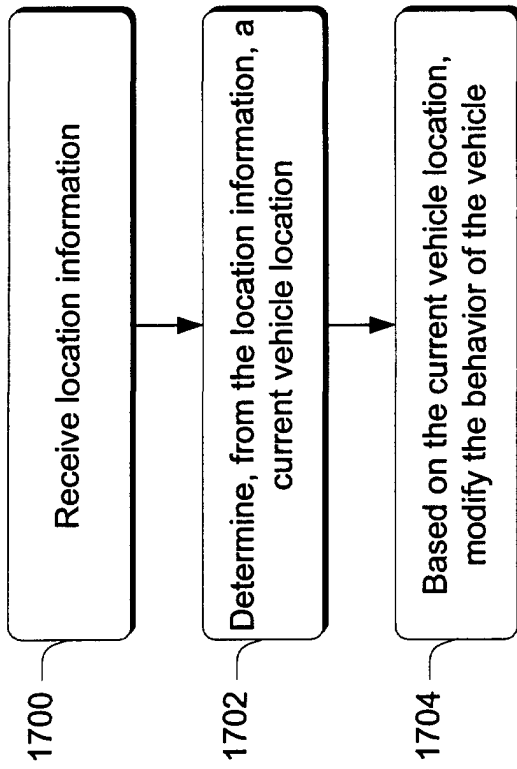 1700
Receive location information
1702
Determine, from the location information, a
current vehicle location
1704
Based on the current vehicle location,
modify the behavior of the vehicle